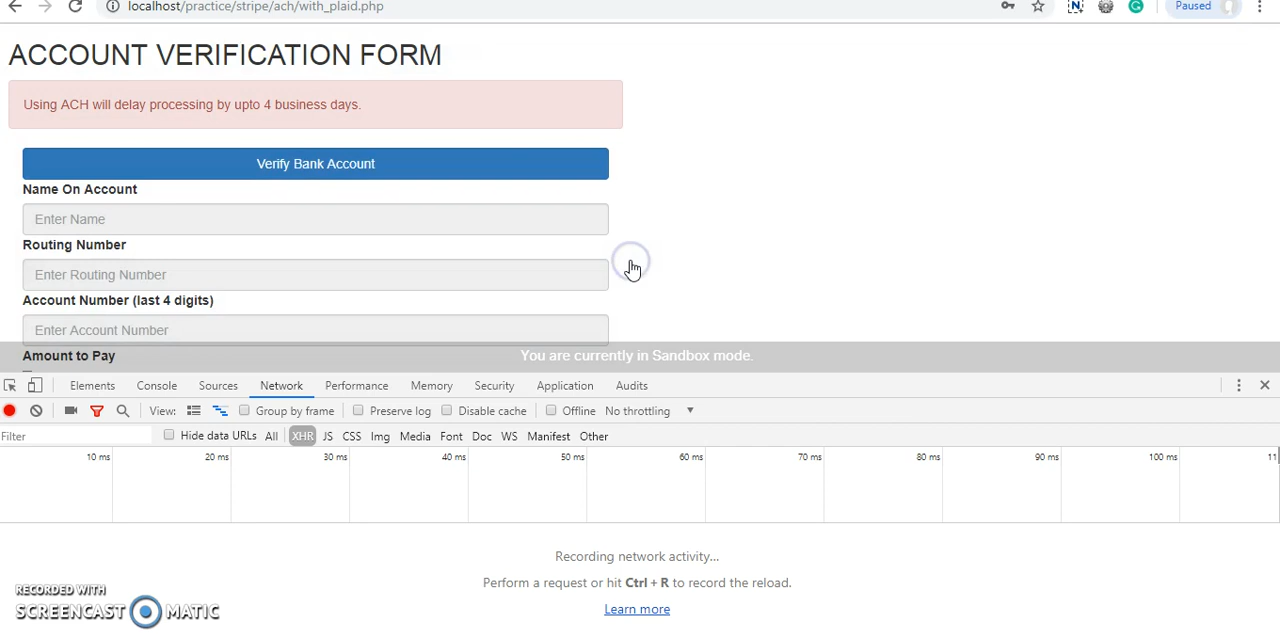 localhost/practice/stripe/ach/with_plaid.php
N
G
Paused
ACCOUNT VERIFICATION FORM
Using ACH will delay processing by upto 4 business days.
Verify Bank Account
Name On Account
Enter Name
Routing Number
Enter Routing Number
Account Number (last 4 digits)
Enter Account Number
Amount to Pay
You are currently in Sandbox mode.
Elements Console Sources Network Performance Memory Security Application Audits
View: Group by frame Preserve log Disable cache Offline No throttling
Filter Hide data URLs All XHR JS CSS Img Media Font Doc WS Manifest Other
10 ms 20 ms 30 ms 40 ms 50 ms 60 ms 70 ms 80 ms 90 ms 100 ms 11
Recording network activity...
Perform a request or hit Ctrl + R to record the reload.
Learn more
RECORDED WITH
SCREENCAST MATIC